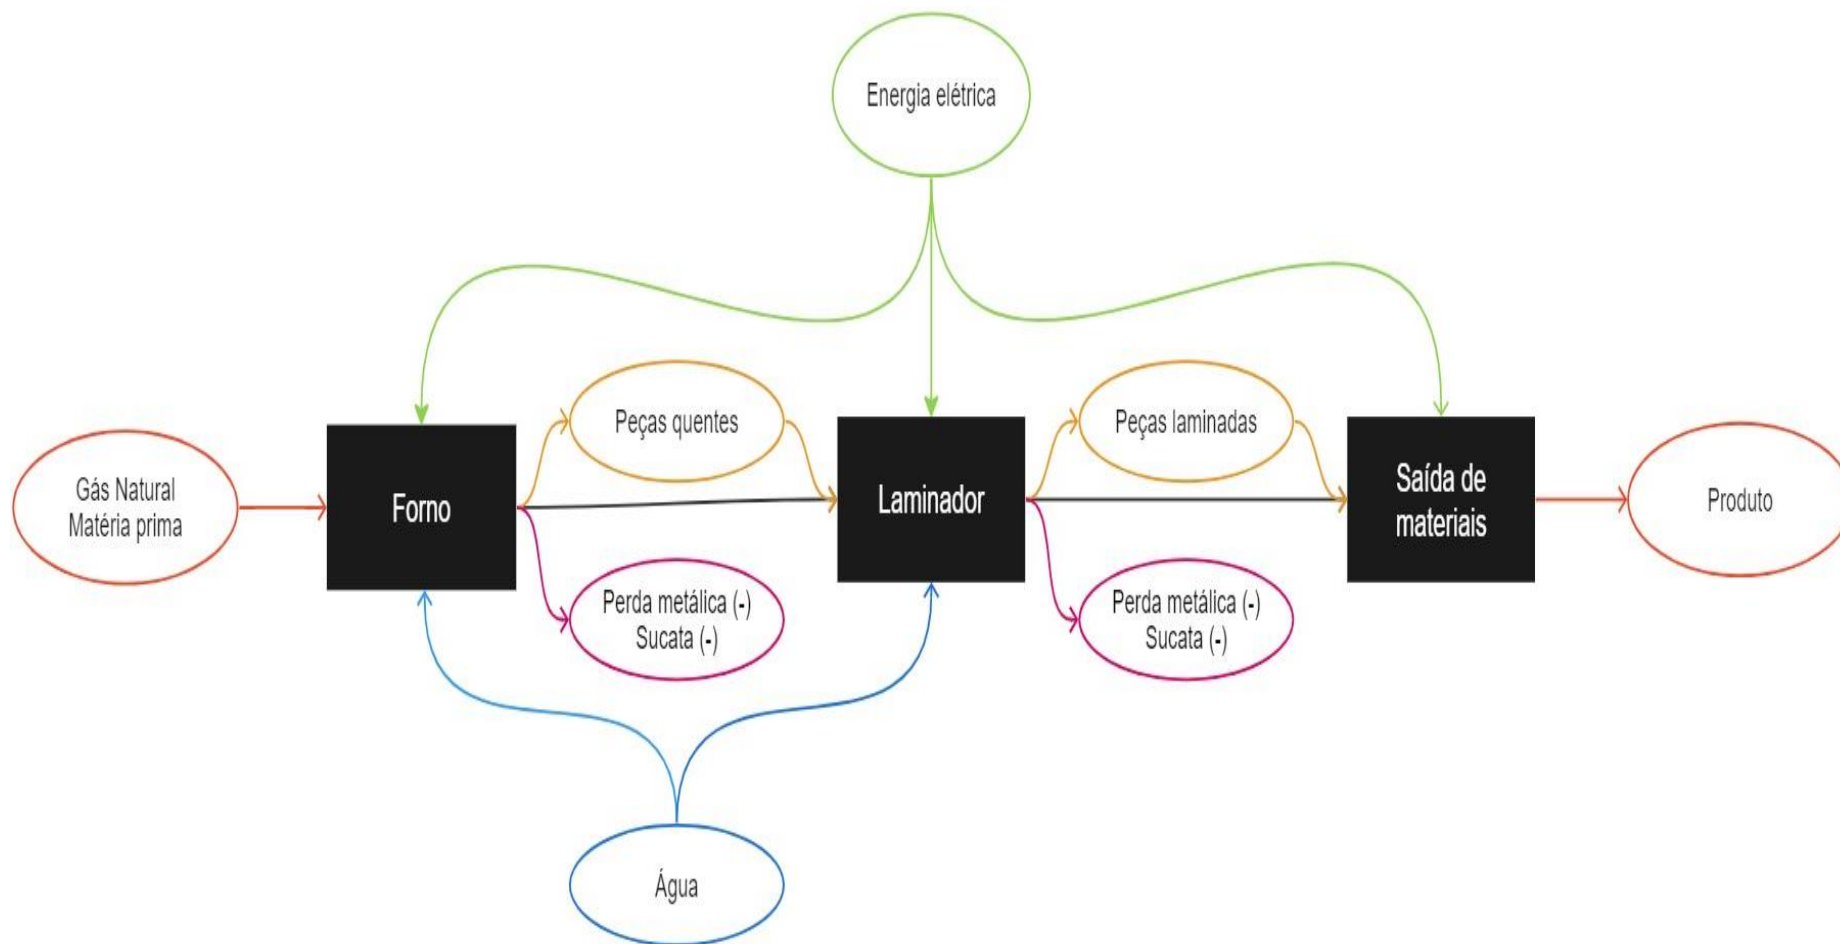 Energia elétrica
Peças quentes
Peças laminadas
Gás Natural
Matéria prima
Forno
Laminador
Saída de
materiais
Produto
Perda metálica (-)
Sucata (-)
Perda metálica (-)
Sucata (-)
Água